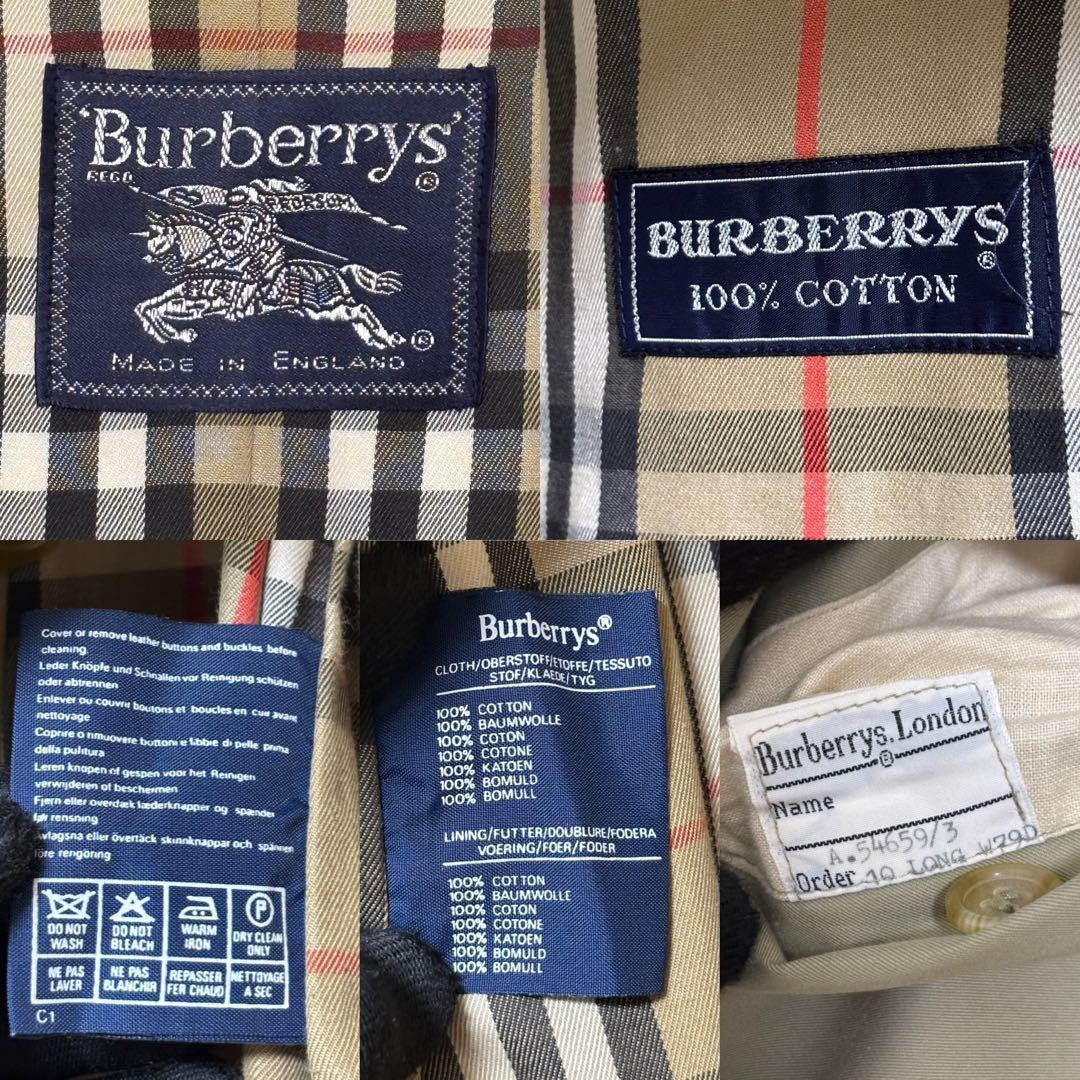 'Burberrys'
REGD.
®
PORSUM
®
MADE IN ENGLAND
BURBERRYS
®
100% COTTON
Cover or remove leather buttons and buckles before
cleaning.
Leder Knöpfe und Schnallen vor Reinigung schützen
oder abtrennen
Enlever ou couvrir boutons et boucles en cuir avant
nettoyage
Coprire o rimuovere bottoni e fibbie di pelle prima
della pulitura
Leren knopen of gespen voor het Reinigen
verwijderen of beschermen
Fjern eller overdæk læderknapper og spænder
før rensning
Avlagsna eller övertäck skinnknappar och spännen
före rengöring
P
DO NOT
WASH
DO NOT
BLEACH
WARM
IRON
DRY CLEAN
ONLY
NE PAS
LAVER
NE PAS
BLANCHIR
REPASSER
FER CHAUD
NETTOYAGE
A SEC
C1
Burberrys®
CLOTH/OBERSTOFF/ETOFFE/TESSUTO
STOF/KLAEDE/TYG
100% COTTON
100% BAUMWOLLE
100% COTON
100% COTONE
100% KATOEN
100% BOMULD
100% BOMULL
LINING/FUTTER/DOUBLURE/FODERA
VOERING/FOER/FODER
100% COTTON
100% BAUMWOLLE
100% COTON
100% COTONE
100% KATOEN
100% BOMULD
100% BOMULL
Burberrys. London
®
Name
A.54659/3
Order LONG W79D